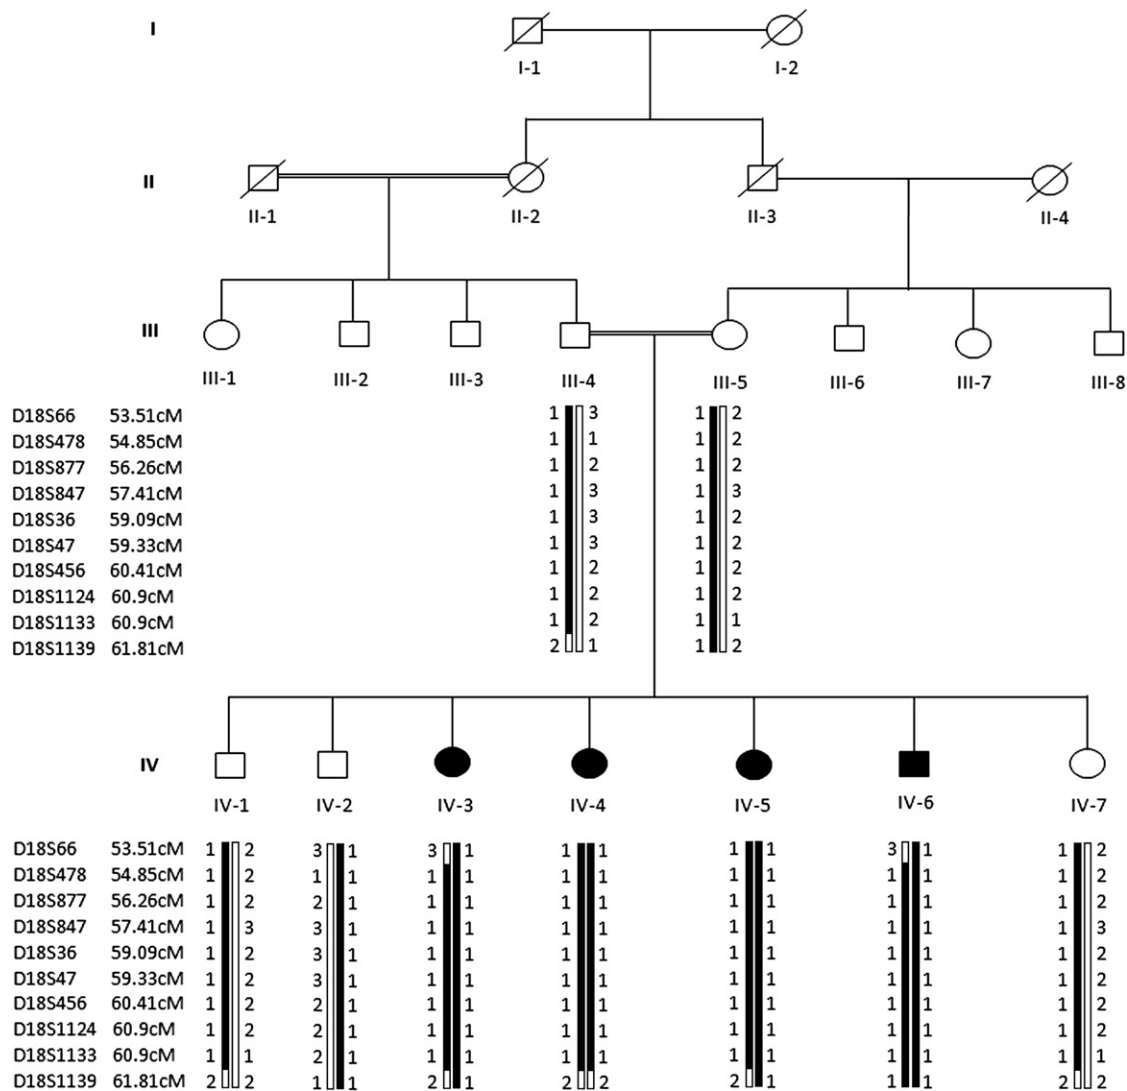 I
I-1 I-2
II
II-1 II-2 II-3 II-4
III
III-1 III-2 III-3 III-4 III-5 III-6 III-7 III-8
D18S66 53.51cM 1 3 1 2
D18S478 54.85cM 1 1 1 2
D18S877 56.26cM 1 2 1 2
D18S847 57.41cM 1 3 1 3
D18S36 59.09cM 1 3 1 2
D18S47 59.33cM 1 3 1 2
D18S456 60.41cM 1 2 1 2
D18S1124 60.9cM 1 2 1 2
D18S1133 60.9cM 1 2 1 1
D18S1139 61.81cM 2 1 1 2
IV
IV-1 IV-2 IV-3 IV-4 IV-5 IV-6 IV-7
D18S66 53.51cM 1 2 3 1 3 1 1 1 1 1 3 1 1 2
D18S478 54.85cM 1 2 1 1 1 1 1 1 1 1 1 1 1 2
D18S877 56.26cM 1 2 2 1 1 1 1 1 1 1 1 1 1 2
D18S847 57.41cM 1 3 3 1 1 1 1 1 1 1 1 1 1 3
D18S36 59.09cM 1 2 3 1 1 1 1 1 1 1 1 1 1 2
D18S47 59.33cM 1 2 3 1 1 1 1 1 1 1 1 1 1 2
D18S456 60.41cM 1 2 2 1 1 1 1 1 1 1 1 1 1 2
D18S1124 60.9cM 1 2 2 1 1 1 1 1 1 1 1 1 1 2
D18S1133 60.9cM 1 1 2 1 1 1 1 1 1 1 1 1 1 1
D18S1139 61.81cM 2 2 1 1 2 1 2 2 2 1 1 1 2 2